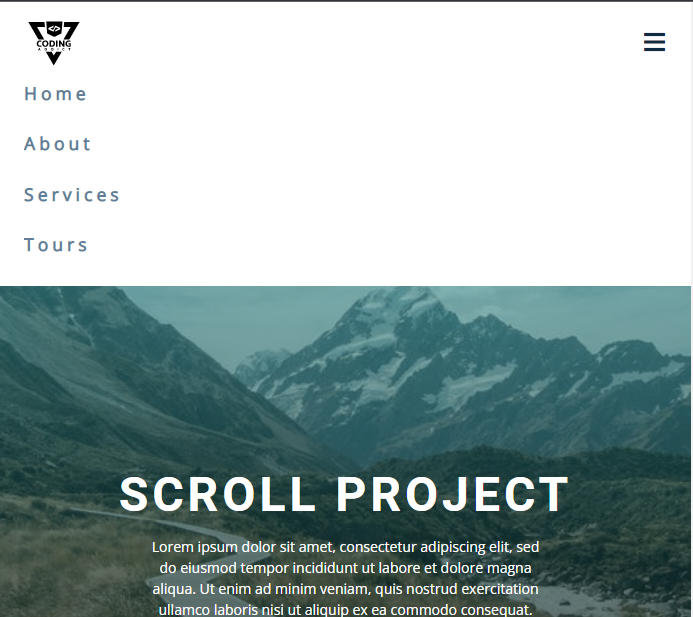 </>
CODING
ADDICT
Home
About
Services
Tours
SCROLL PROJECT
Lorem ipsum dolor sit amet, consectetur adipiscing elit, sed
do eiusmod tempor incididunt ut labore et dolore magna
aliqua. Ut enim ad minim veniam, quis nostrud exercitation
ullamco laboris nisi ut aliquip ex ea commodo consequat.